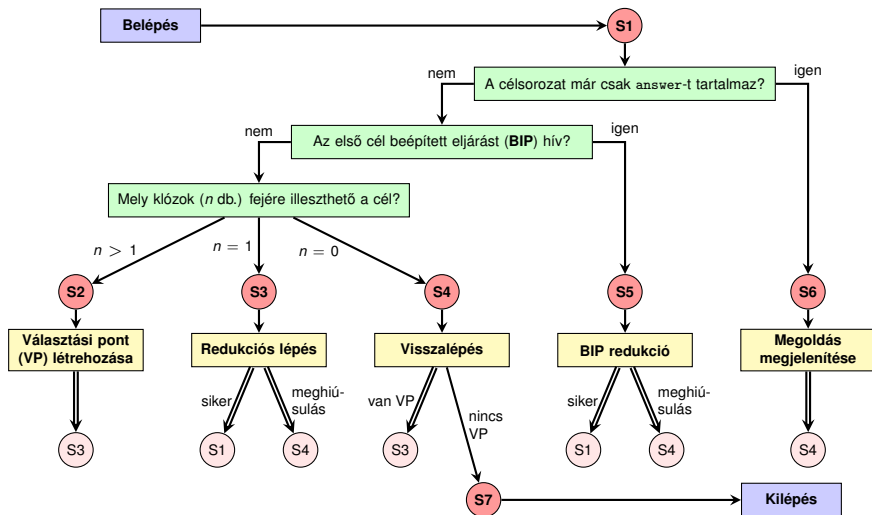 Belépés
S1
nem
A célsorozat már csak answer-t tartalmaz?
igen
nem
Az első cél beépített eljárást (BIP) hív?
igen
Mely klózok (n db.) fejére illeszthető a cél?
n > 1
n = 1
n = 0
S2
S3
S4
S5
S6
Választási pont
(VP) létrehozása
Redukciós lépés
Visszalépés
BIP redukció
Megoldás
megjelenítése
siker
meghiú-
sulás
van VP
nincs
VP
siker
meghiú-
sulás
S3
S1
S4
S3
S1
S4
S4
S7
Kilépés